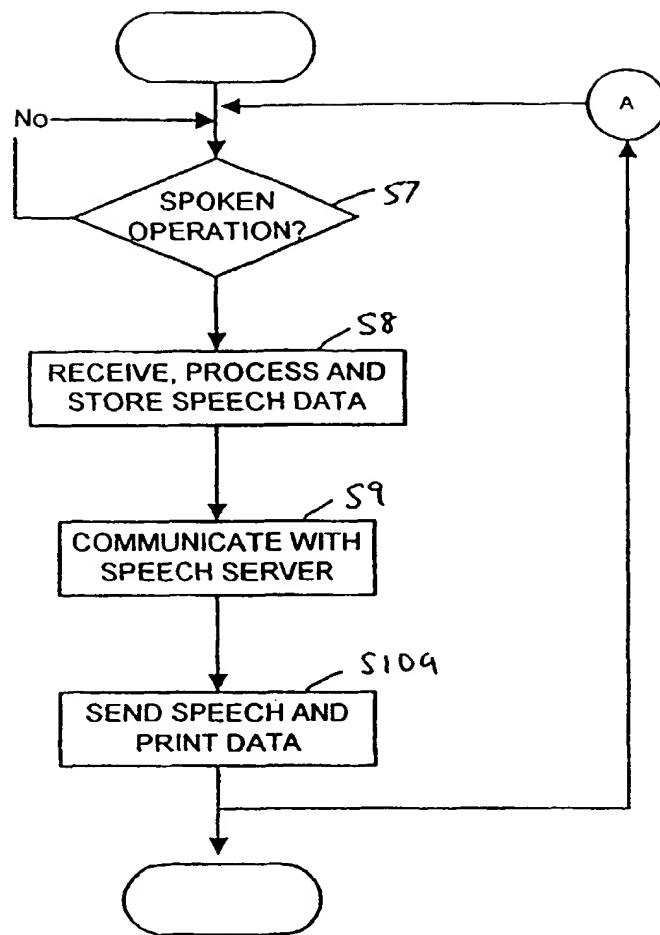 A
No
SPOKEN
OPERATION?
S7
S8
RECEIVE, PROCESS AND
STORE SPEECH DATA
S9
COMMUNICATE WITH
SPEECH SERVER
S10a
SEND SPEECH AND
PRINT DATA